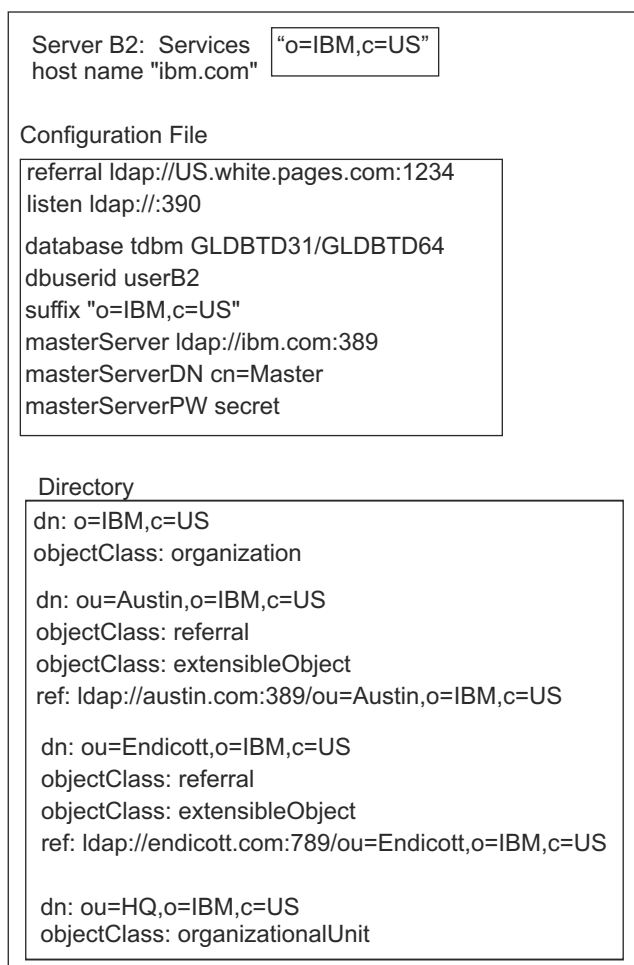 Server B2: Services “o=IBM,c=US”
host name "ibm.com"
Configuration File
referral ldap://US.white.pages.com:1234
listen ldap://:390
database tdbm GLDBTD31/GLDBTD64
dbuserid userB2
suffix "o=IBM,c=US"
masterServer ldap://ibm.com:389
masterServerDN cn=Master
masterServerPW secret
Directory
dn: o=IBM,c=US
objectClass: organization
dn: ou=Austin,o=IBM,c=US
objectClass: referral
objectClass: extensibleObject
ref: ldap://austin.com:389/ou=Austin,o=IBM,c=US
dn: ou=Endicott,o=IBM,c=US
objectClass: referral
objectClass: extensibleObject
ref: ldap://endicott.com:789/ou=Endicott,o=IBM,c=US
dn: ou=HQ,o=IBM,c=US
objectClass: organizationalUnit